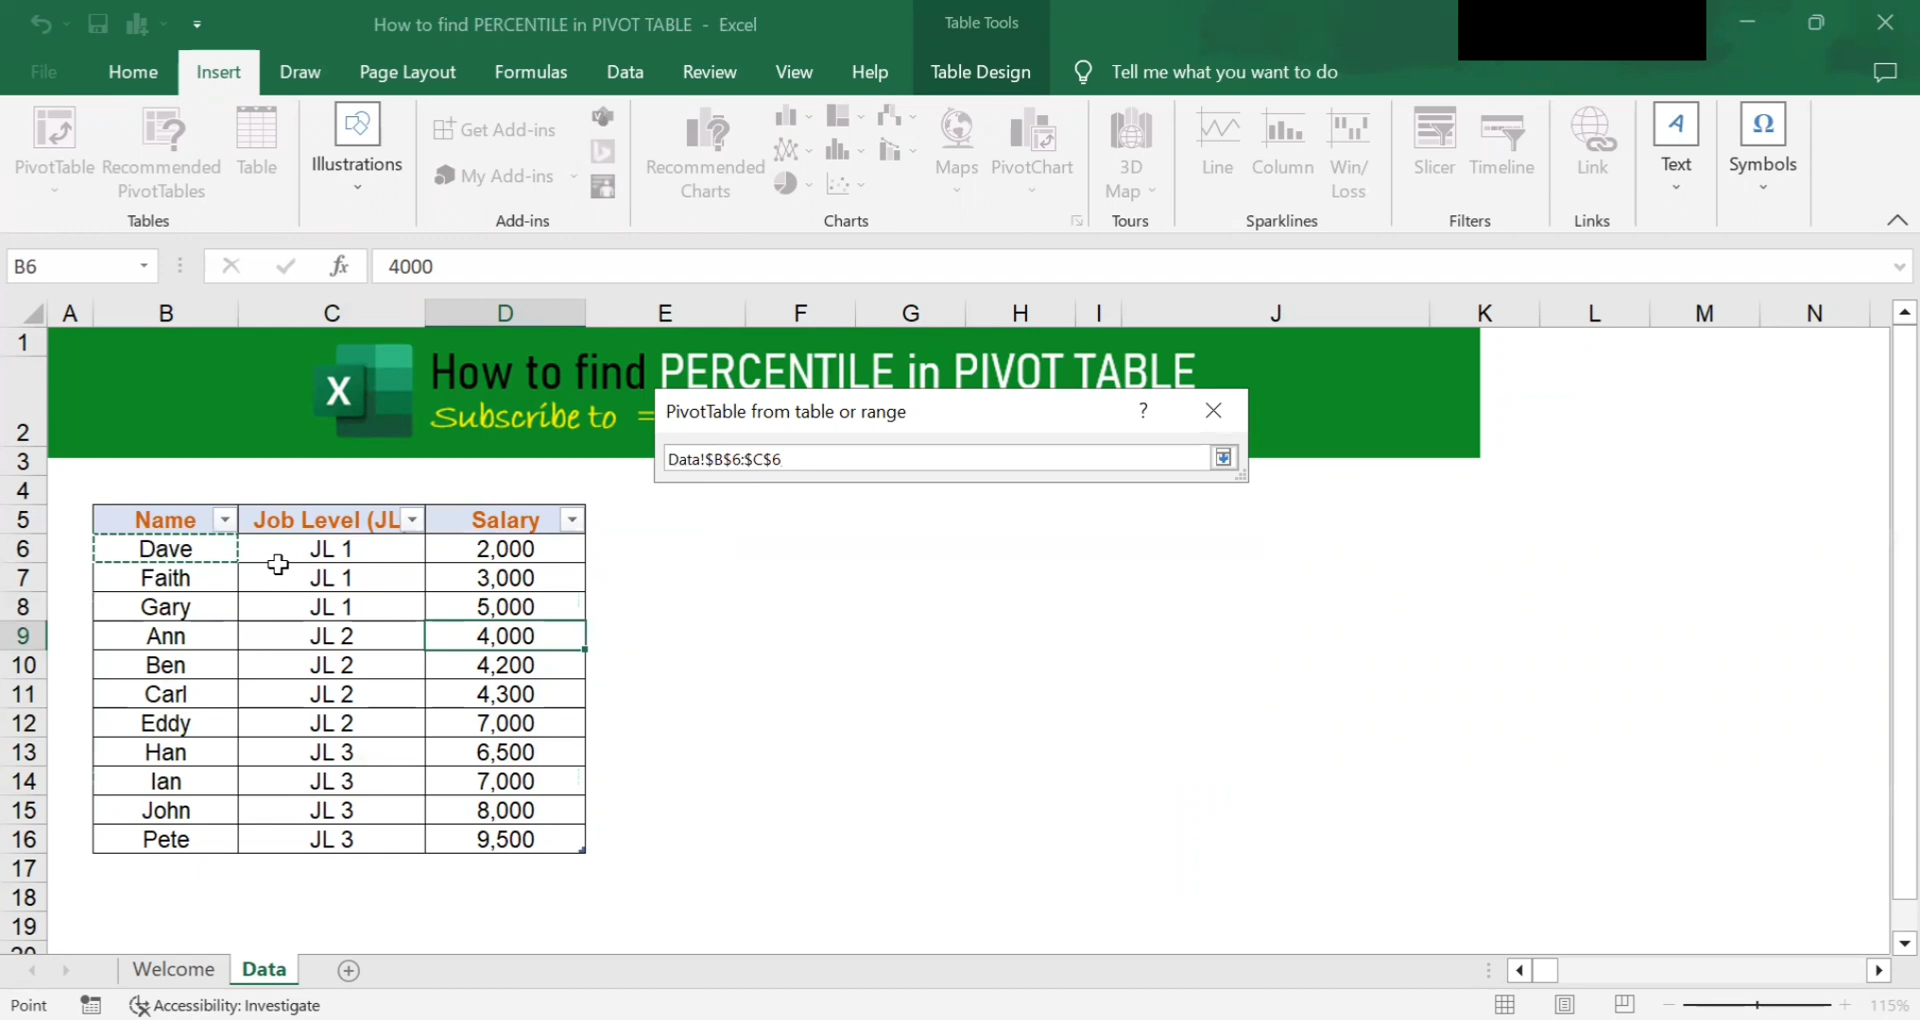 How to find PERCENTILE in PIVOT TABLE - Excel
Table Tools
File Home Insert Draw Page Layout Formulas Data Review View Help Table Design Tell me what you want to do
PivotTable
Recommended
PivotTables
Table
Tables
Illustrations
Get Add-ins
My Add-ins
Add-ins
Recommended
Charts
Maps
PivotChart
Charts
3D
Map
Tours
Line
Column
Win/
Loss
Sparklines
Slicer
Timeline
Filters
Link
Links
Text
Symbols
B6 fx 4000
A B C D E F G H I J K L M N
1
2
How to find PERCENTILE in PIVOT TABLE
Subscribe to =
PivotTable from table or range ? 
Data!$B$6:$C$6
3
4
5 Name Job Level (JL Salary
6 Dave JL 1 2,000
7 Faith JL 1 3,000
8 Gary JL 1 5,000
9 Ann JL 2 4,000
10 Ben JL 2 4,200
11 Carl JL 2 4,300
12 Eddy JL 2 7,000
13 Han JL 3 6,500
14 Ian JL 3 7,000
15 John JL 3 8,000
16 Pete JL 3 9,500
17
18
19
20
Welcome Data
Point Accessibility: Investigate 115%